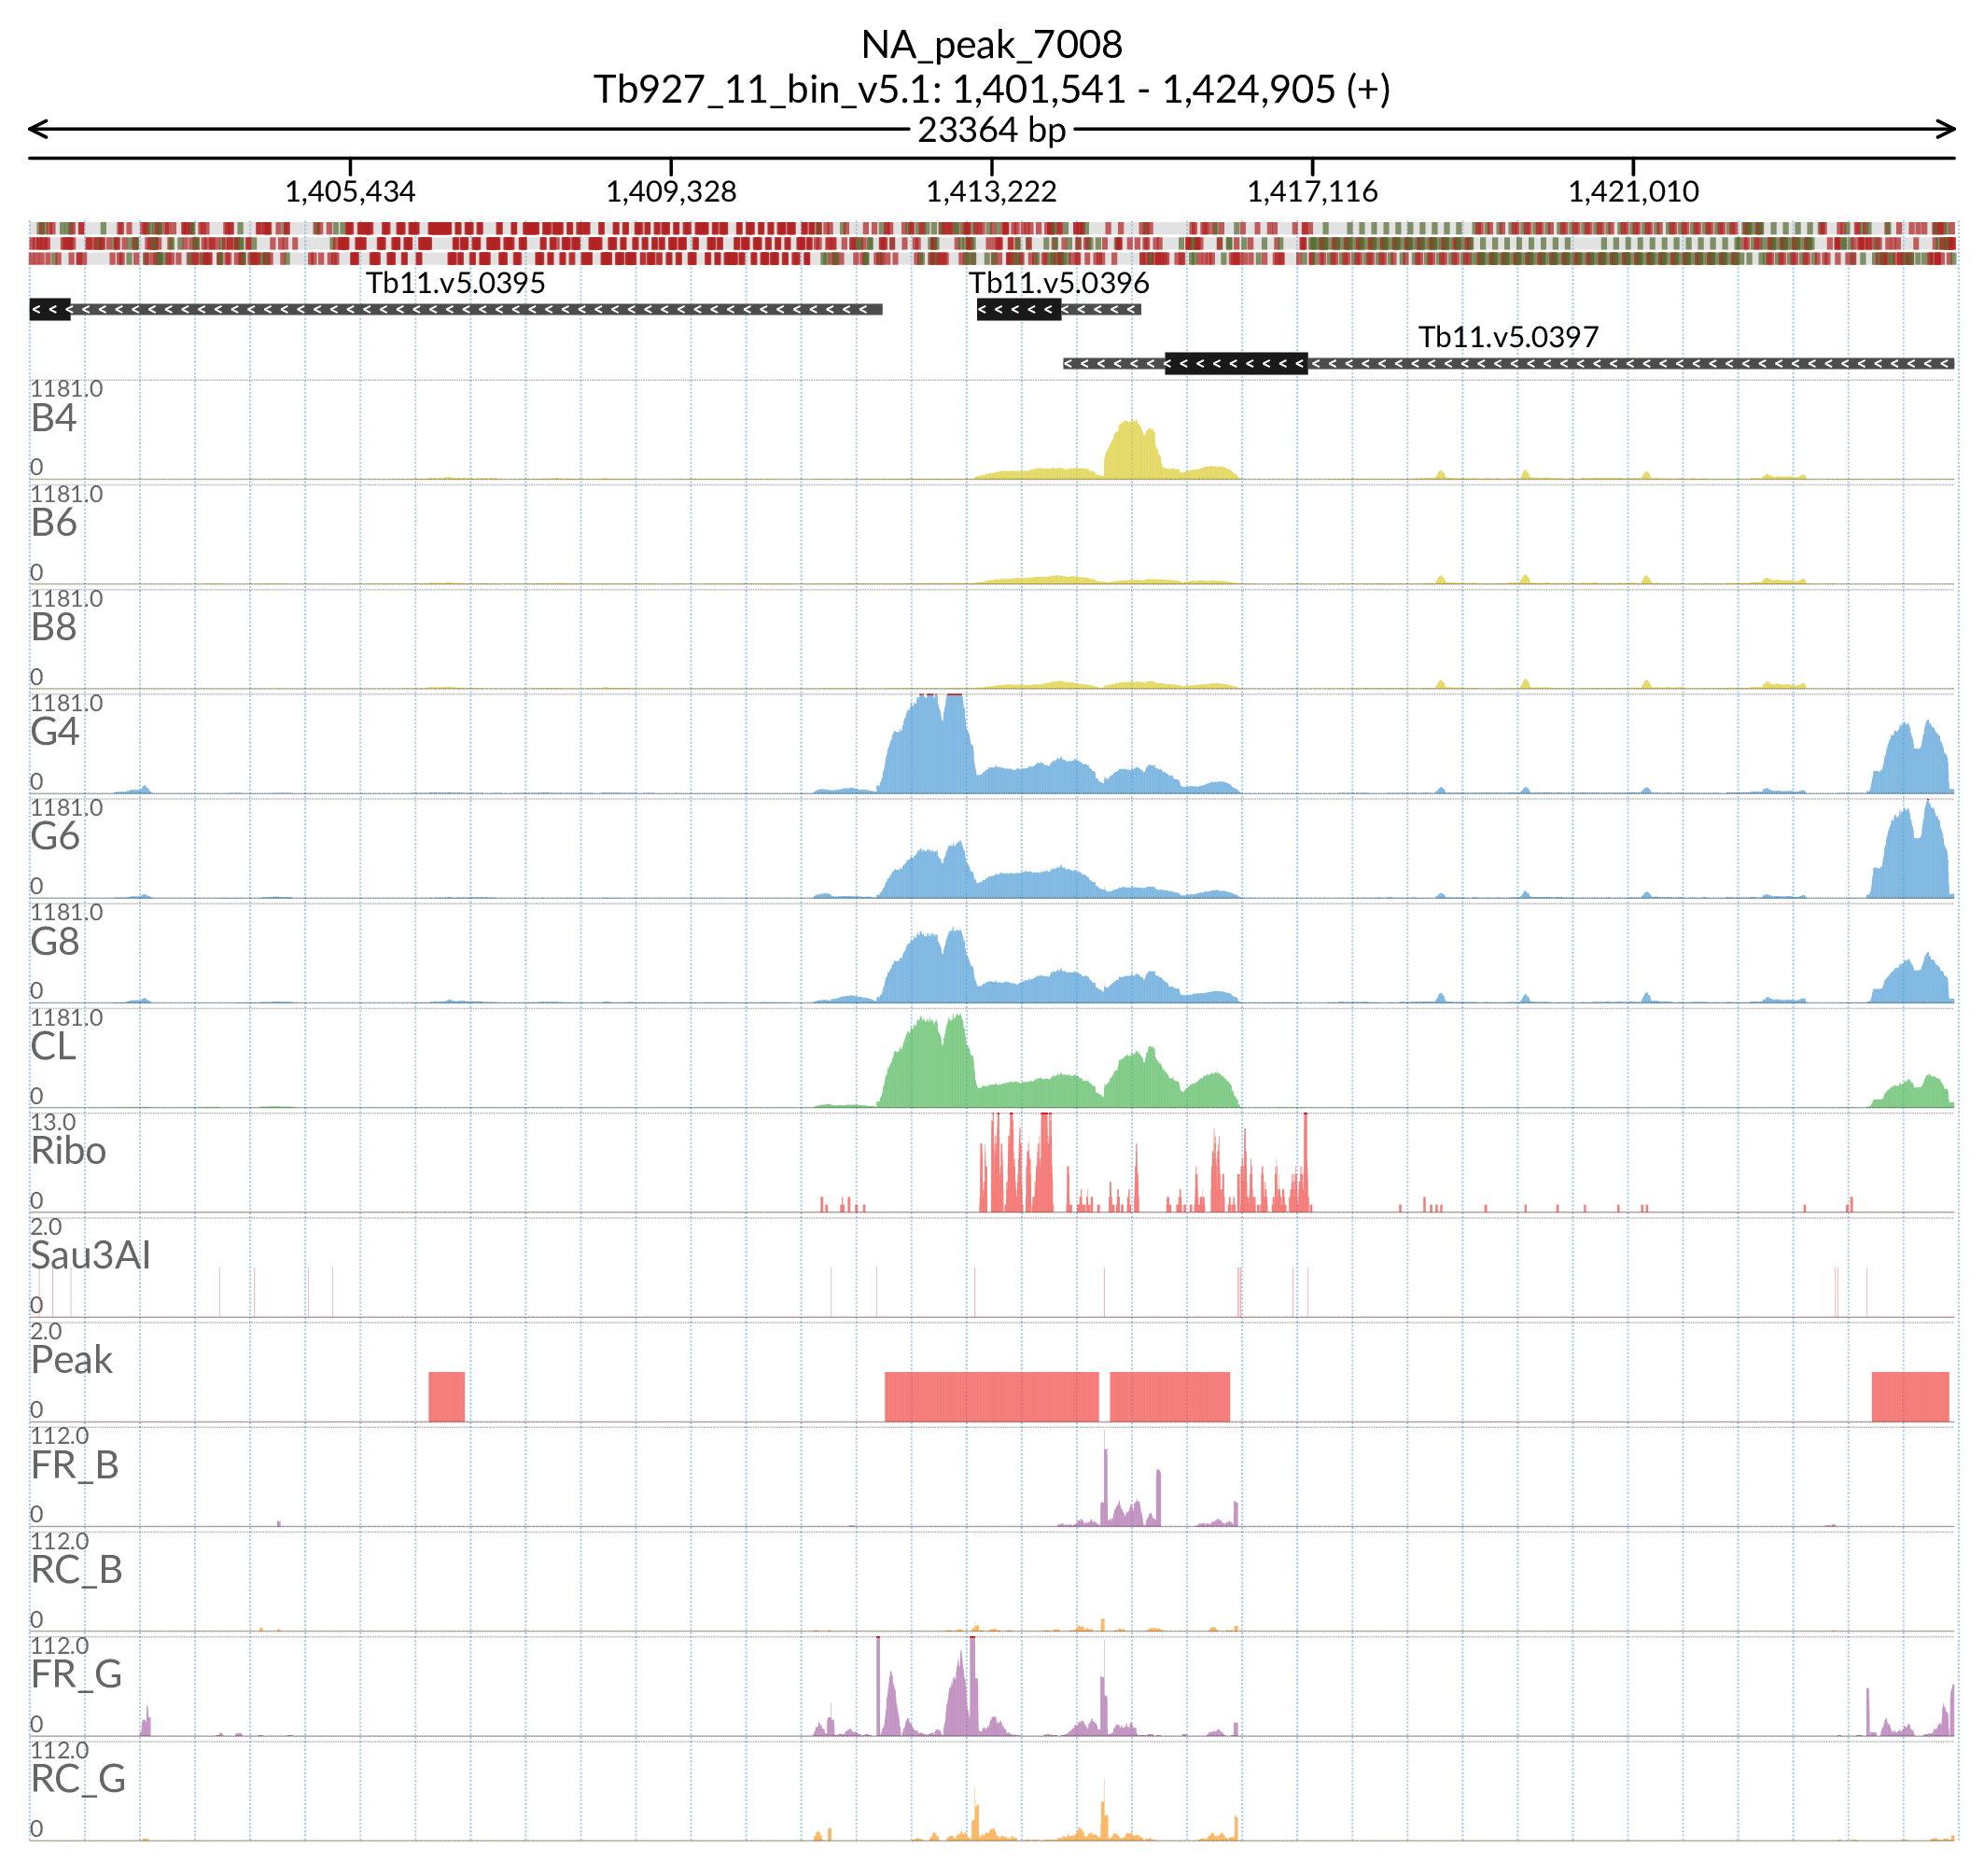 NA_peak_7008
Tb927_11_bin_v5.1: 1,401,541 - 1,424,905 (+)
23364 bp
1,405,434 1,409,328 1,413,222 1,417,116 1,421,010
Tb11.v5.0395 Tb11.v5.0396
Tb11.v5.0397
1181.0
B4
0
1181.0
B6
0
1181.0
B8
0
1181.0
G4
0
1181.0
G6
0
1181.0
G8
0
1181.0
CL
0
13.0
Ribo
0
2.0
Sau3AI
0
2.0
Peak
0
112.0
FR_B
0
112.0
RC_B
0
112.0
FR_G
0
112.0
RC_G
0